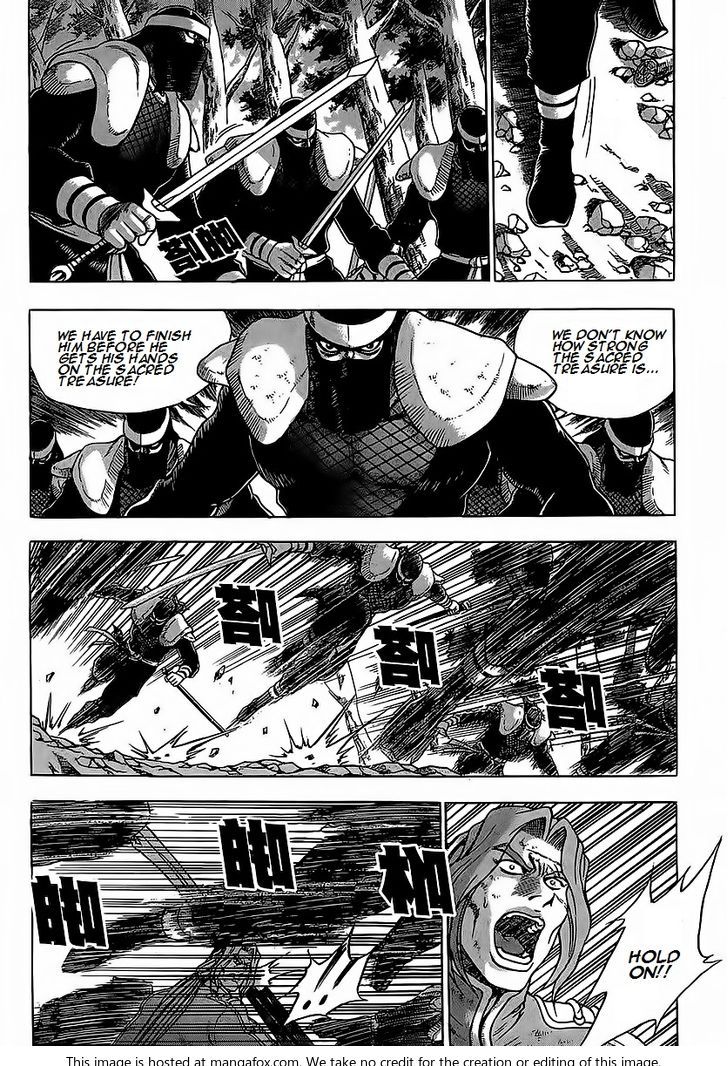 WE DON'T KNOW
HOW STRONG
THE SACRED
TREASURE IS...
WE HAVE TO FINISH
HIM BEFORE HE
GETS HIS HANDS
ON THE SACRED
TREASURE!
HOLD
ON!!
This image is hosted at mangafox.com. We take no credit for the creation or editing of this image.